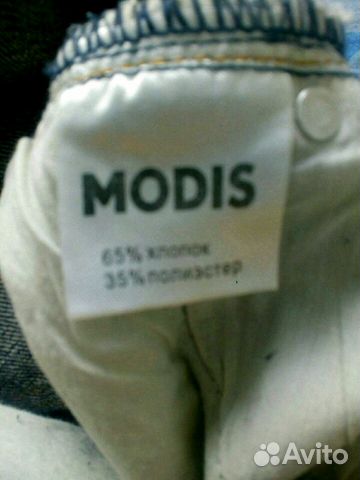 MODIS
65% хлопок
35% полиэстер
Avito